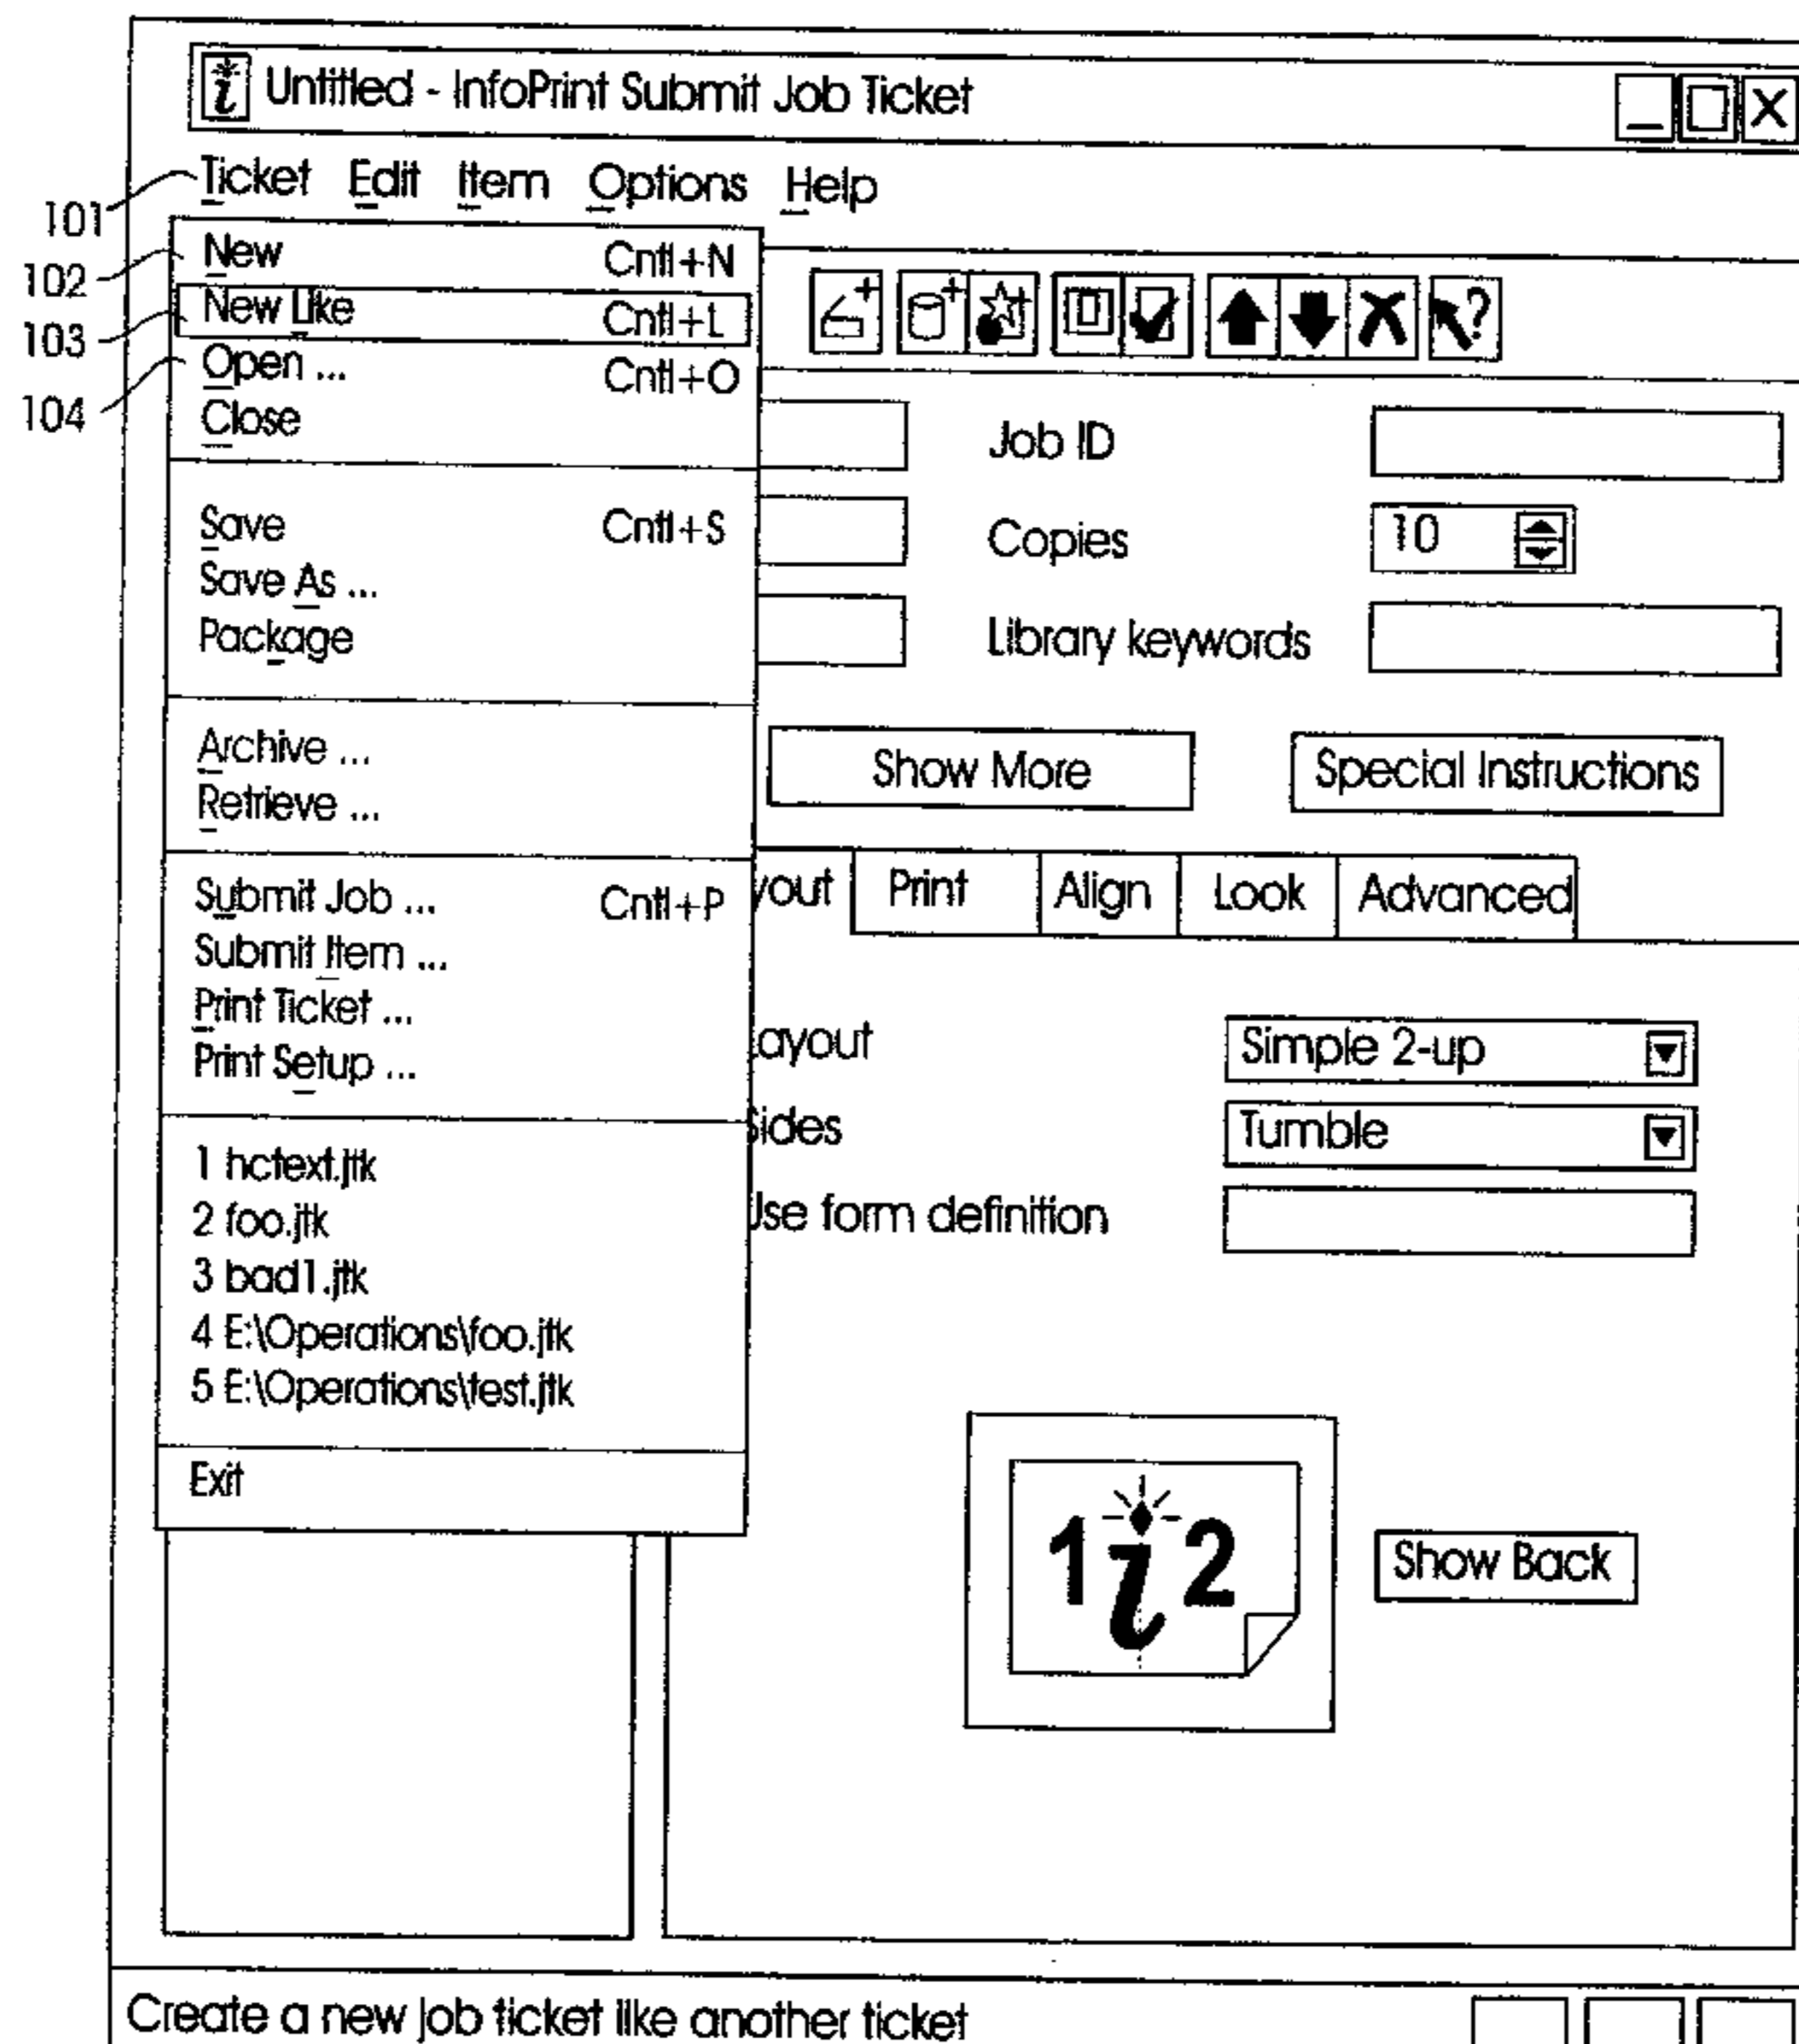 Untitled - InfoPrint Submit Job Ticket
101 Ticket Edit Item Options Help
102 New Cntl+N
103 New Like Cntl+L
104 Open ... Cntl+O
Close
Save Cntl+S
Save As ...
Package
Archive ...
Retrieve ...
Submit Job ... Cntl+P
Submit Item ...
Print Ticket ...
Print Setup ...
1 hctext.jtk
2 foo.jtk
3 bad1.jtk
4 E:\Operations\foo.jtk
5 E:\Operations\test.jtk
Exit
Job ID
Copies 10
Library keywords
Show More Special Instructions
yout Print Align Look Advanced
ayout Simple 2-up
ides Tumble
Use form definition
1 i 2
Show Back
Create a new job ticket like another ticket